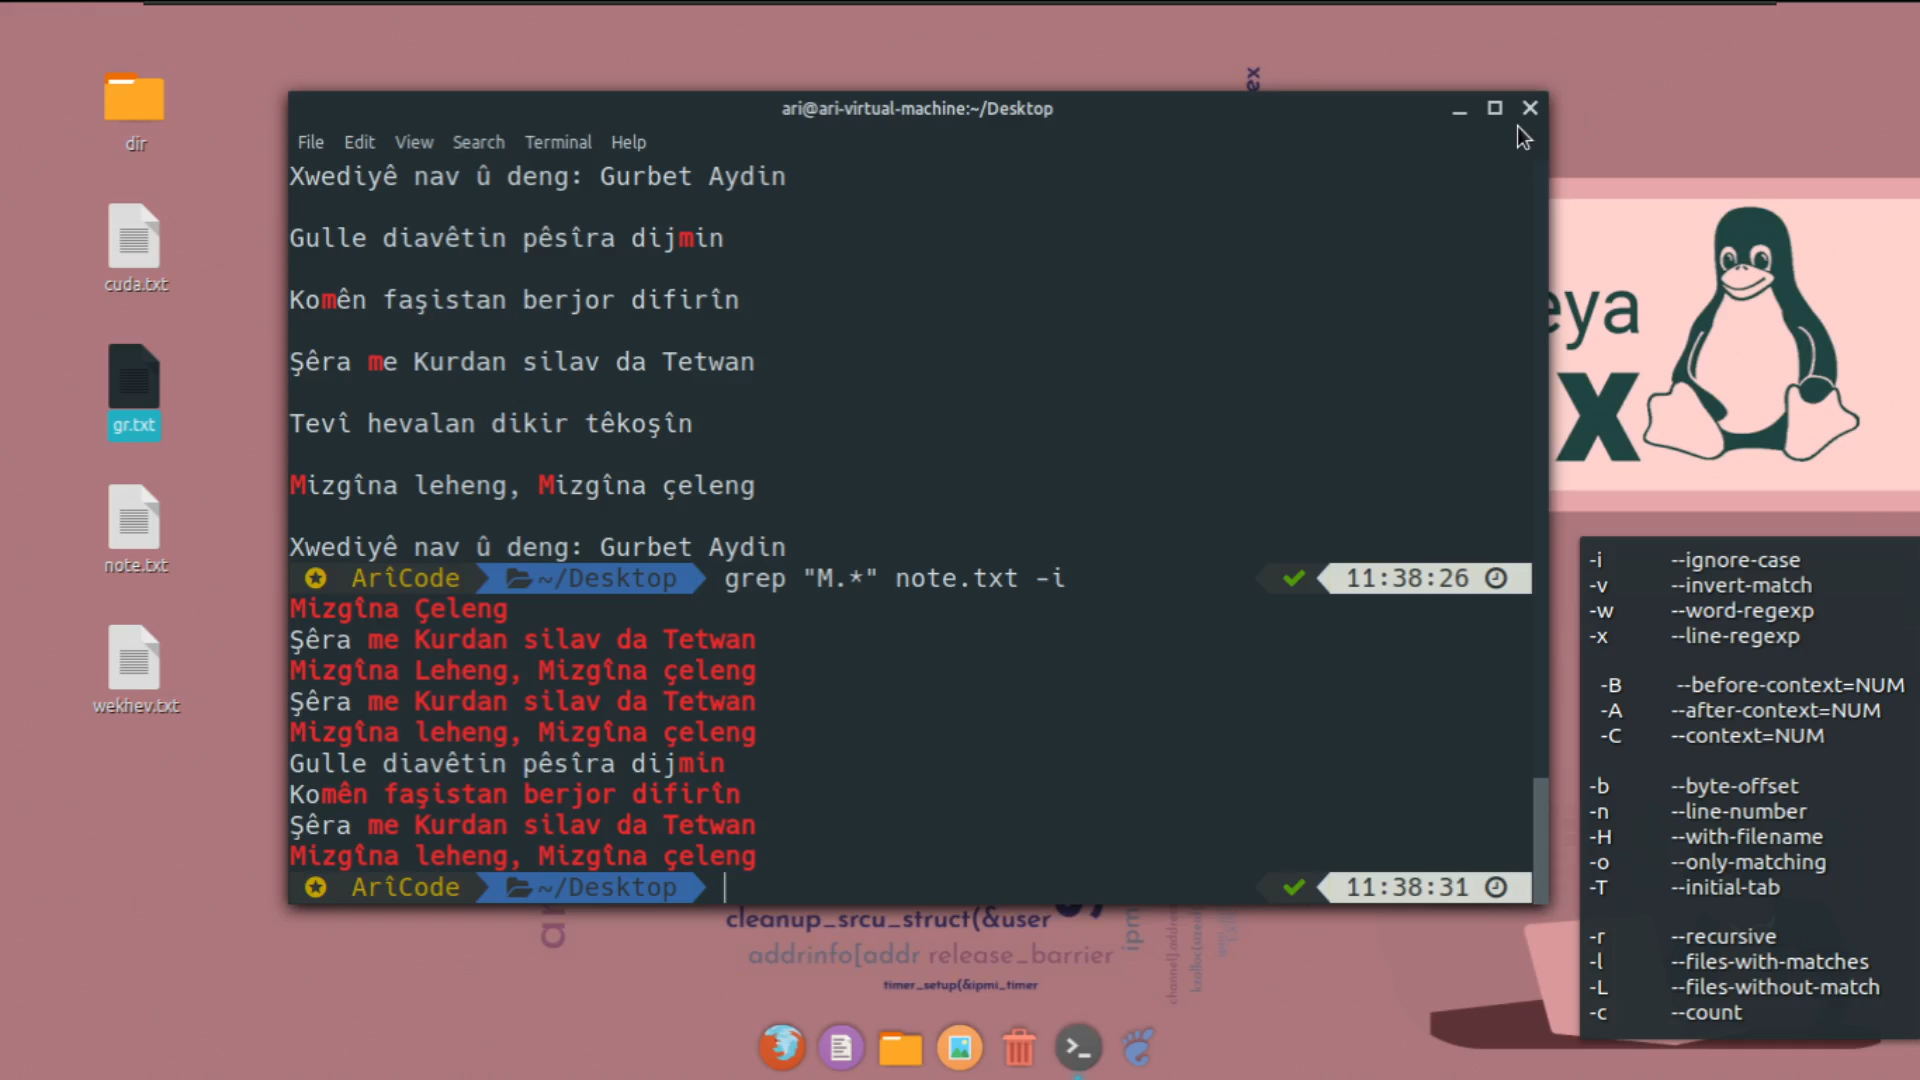 ex
dir
cuda.txt
gr.txt
note.txt
wekhev.txt
ari@ari-virtual-machine:~/Desktop
File Edit View Search Terminal Help
Xwediyê nav û deng: Gurbet Aydin
Gulle diavêtin pêsîra dijmin
Komên faşistan berjor difirîn
Şêra me Kurdan silav da Tetwan
Tevî hevalan dikir têkoşîn
Mizgîna leheng, Mizgîna çeleng
Xwediyê nav û deng: Gurbet Aydin
ArîCode ~/Desktop grep "M.*" note.txt -i 11:38:26
Mizgîna Çeleng
Şêra me Kurdan silav da Tetwan
Mizgîna Leheng, Mizgîna çeleng
Şêra me Kurdan silav da Tetwan
Mizgîna leheng, Mizgîna çeleng
Gulle diavêtin pêsîra dijmin
Komên faşistan berjor difirîn
Şêra me Kurdan silav da Tetwan
Mizgîna leheng, Mizgîna çeleng
ArîCode ~/Desktop 11:38:31
eya
x
-i --ignore-case
-v --invert-match
-w --word-regexp
-x --line-regexp
-B --before-context=NUM
-A --after-context=NUM
-C --context=NUM
-b --byte-offset
-n --line-number
-H --with-filename
-o --only-matching
-T --initial-tab
-r --recursive
-l --files-with-matches
-L --files-without-match
-c --count
cleanup_srcu_struct(&user
addrinfo[addr release_barrier
timer_setup(&ipmi_timer
ipm